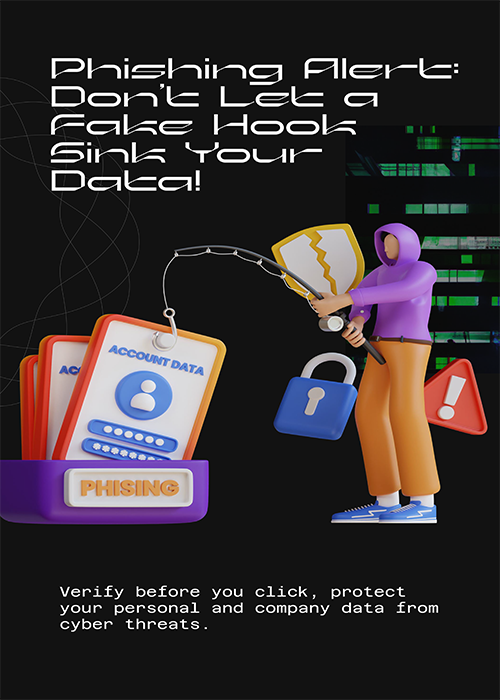 Phishing Alert:
Don't Let a
Fake Hook
Sink Your
Data!
ACCOUNT DATA
AC
PHISING
Verify before you click, protect
your personal and company data from
cyber threats.